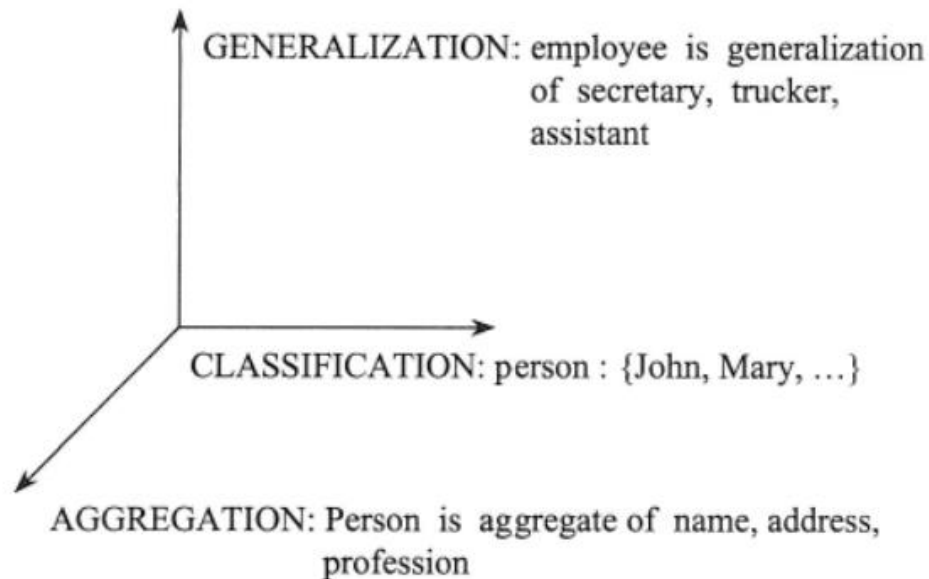 GENERALIZATION: employee is generalization
of secretary, trucker,
assistant
CLASSIFICATION: person : {John, Mary, …}
AGGREGATION: Person is aggregate of name, address,
profession